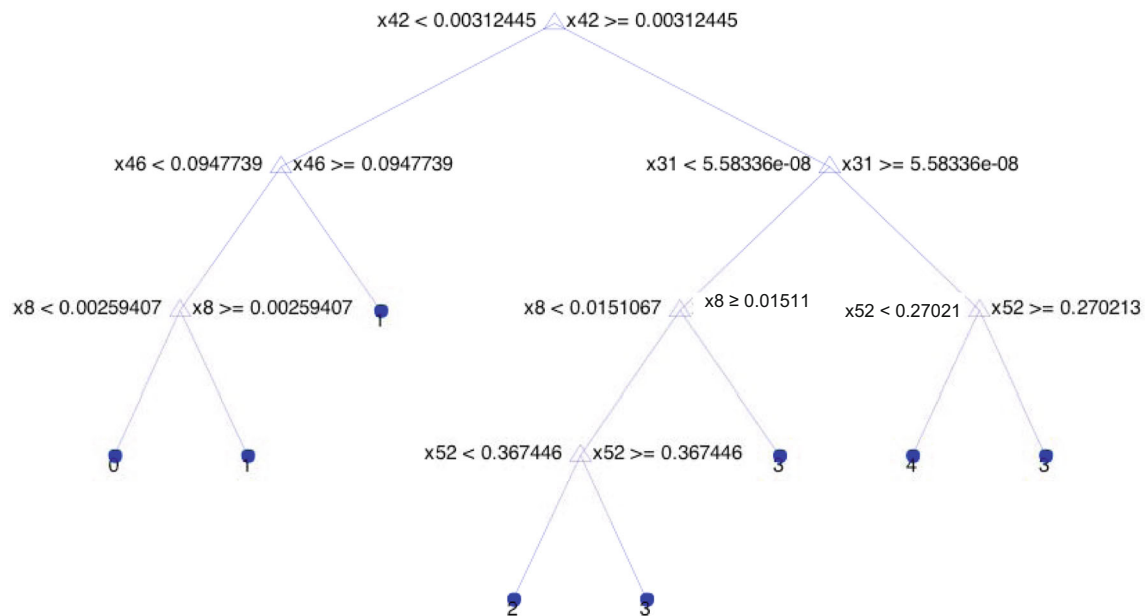 x42 < 0.00312445 x42 >= 0.00312445
x46 < 0.0947739 x46 >= 0.0947739 x31 < 5.58336e-08 x31 >= 5.58336e-08
x8 < 0.00259407 x8 >= 0.00259407 1 x8 < 0.0151067 x8 ≥ 0.01511 x52 < 0.27021 x52 >= 0.270213
0 1 x52 < 0.367446 x52 >= 0.367446 3 4 3
2 3